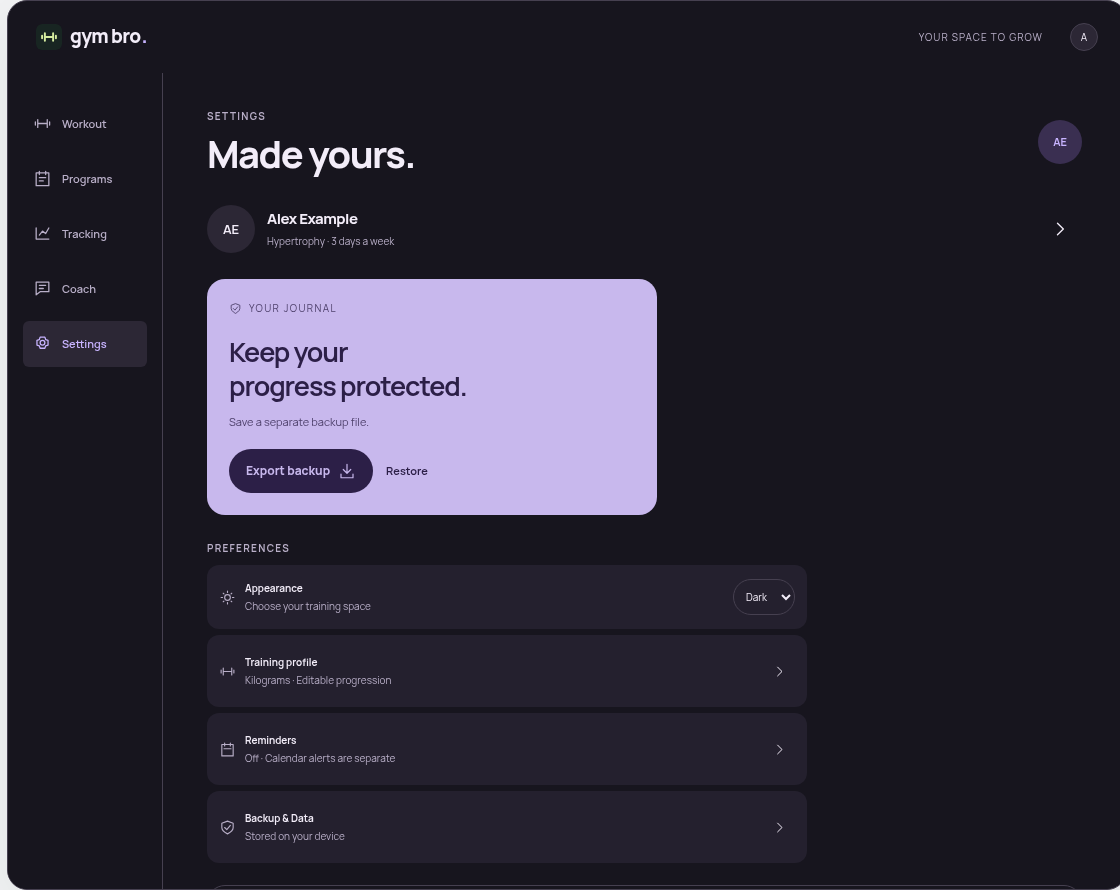 gym bro.
YOUR SPACE TO GROW
A
Workout
Programs
Tracking
Coach
Settings
SETTINGS
Made yours.
AE
AE
Alex Example
Hypertrophy · 3 days a week
YOUR JOURNAL
Keep your
progress protected.
Save a separate backup file.
Export backup
Restore
PREFERENCES
Appearance
Choose your training space
Dark
Training profile
Kilograms · Editable progression
Reminders
Off · Calendar alerts are separate
Backup & Data
Stored on your device